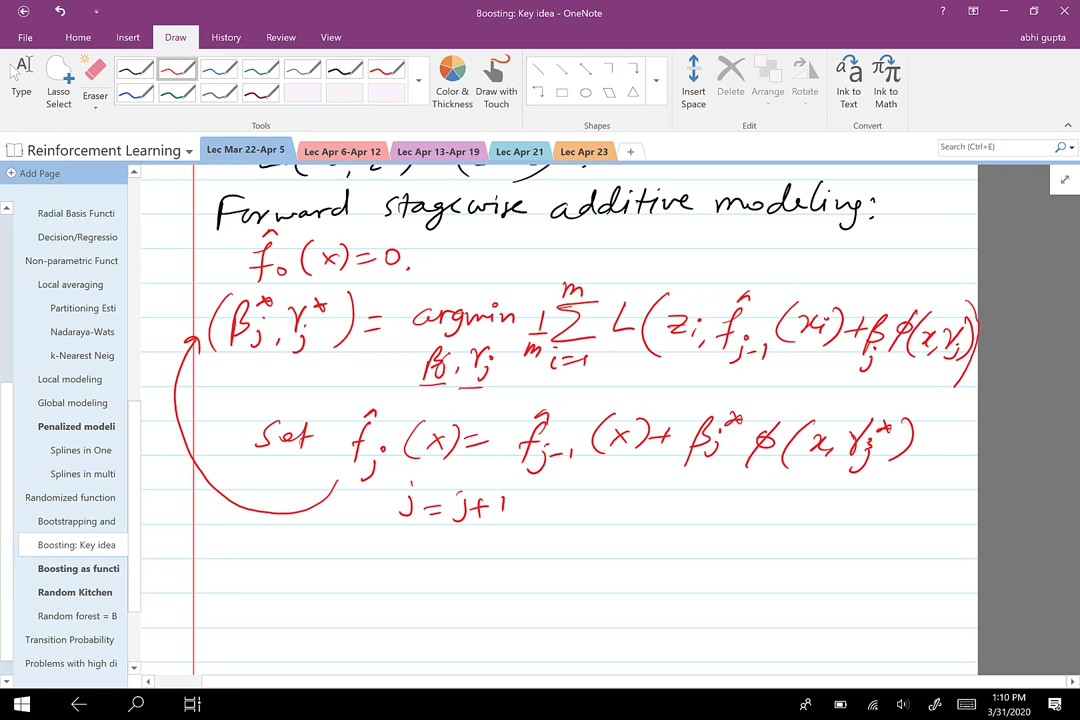 Boosting: Key idea - OneNote
?
File Home Insert Draw History Review View abhi gupta
Type Lasso Select Eraser Color & Thickness Draw with Touch Insert Space Delete Arrange Rotate Ink to Text Ink to Math
Tools Shapes Edit Convert
Reinforcement Learning Lec Mar 22-Apr 5 Lec Apr 6-Apr 12 Lec Apr 13-Apr 19 Lec Apr 21 Lec Apr 23 + Search (Ctrl+E)
Add Page
Radial Basis Functi
Decision/Regressio
Non-parametric Funct
Local averaging
Partitioning Esti
Nadaraya-Wats
k-Nearest Neig
Local modeling
Global modeling
Penalized modeli
Splines in One
Splines in multi
Randomized function
Bootstrapping and
Boosting: Key idea
Boosting as functi
Random Kitchen
Random forest = B
Transition Probability
Problems with high di
Forward stagewise additive modeling:
f̂₀(x)=0.
(βⱼ*, γⱼ*) = argmin_{βⱼ, γⱼ} 1/m Σ_{i=1}^{m} L(zᵢ, f̂_{j-1}(xᵢ)+βⱼ ϕ(x,γⱼ))
Set f̂ⱼ(x) = f̂_{j-1}(x)+ βⱼ* ϕ(x, γⱼ*)
j = j+1
1:10 PM
3/31/2020